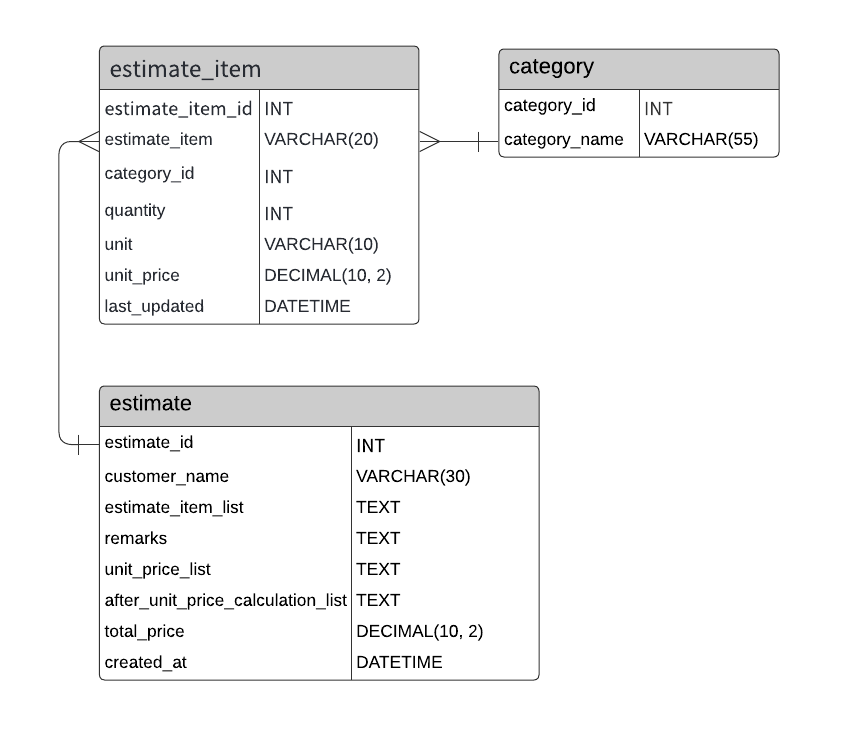 estimate_item
estimate_item_id INT
estimate_item VARCHAR(20)
category_id INT
quantity INT
unit VARCHAR(10)
unit_price DECIMAL(10, 2)
last_updated DATETIME
category
category_id INT
category_name VARCHAR(55)
estimate
estimate_id INT
customer_name VARCHAR(30)
estimate_item_list TEXT
remarks TEXT
unit_price_list TEXT
after_unit_price_calculation_list TEXT
total_price DECIMAL(10, 2)
created_at DATETIME